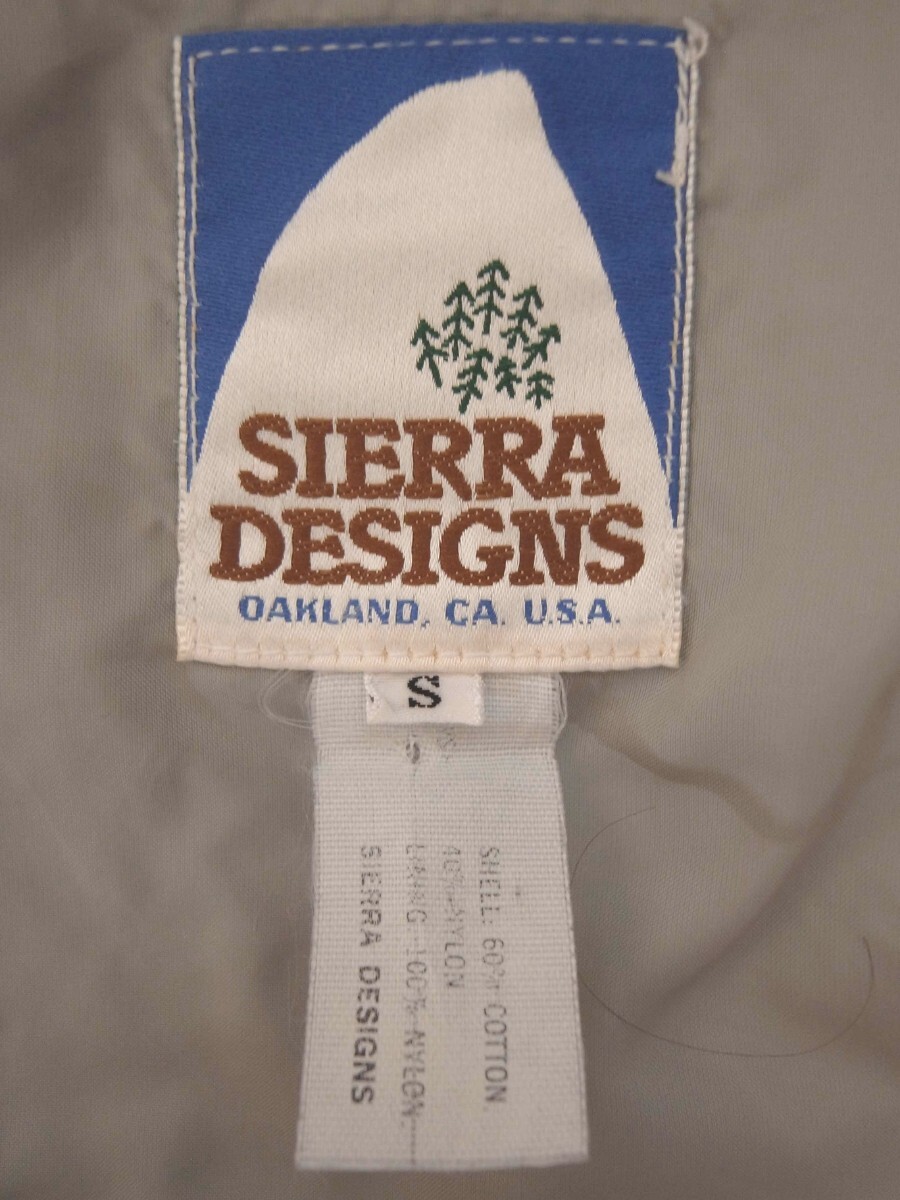 SIERRA
DESIGNS
OAKLAND, CA. U.S.A.
S
SHELL: 60% COTTON.
40% NYLON
LINING 100% NYLON.
SIERRA DESIGNS